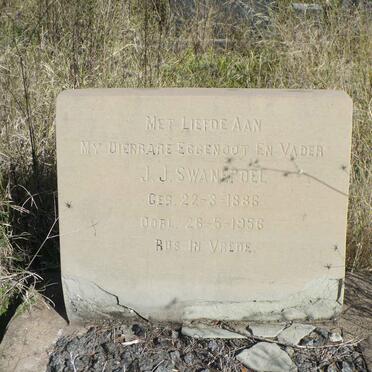 MET LIEFDE AAN
MY DIERBARE EGGENOOT EN VADER
J. J. SWANEPOEL
GEB. 22-3-1886
OORL. 26-5-1956
RUS IN VREDE.